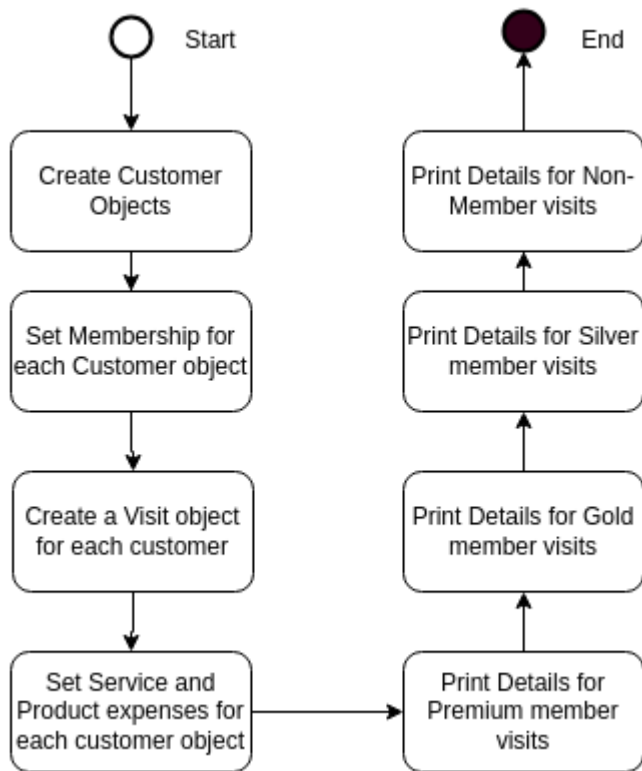 Start
Create Customer
Objects
Set Membership for
each Customer object
Create a Visit object
for each customer
Set Service and
Product expenses for
each customer object
Print Details for
Premium member
visits
Print Details for Gold
member visits
Print Details for Silver
member visits
Print Details for Non-
Member visits
End